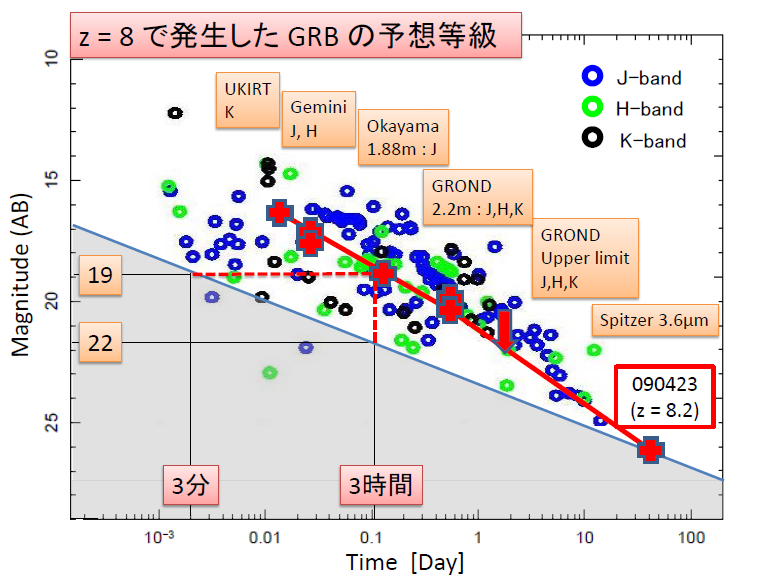 z = 8 で発生した GRB の予想等級
10
15
20
25
Magnitude (AB)
UKIRT
K
Gemini
J, H
Okayama
1.88m : J
GROND
2.2m : J,H,K
GROND
Upper limit
J,H,K
Spitzer 3.6μm
J-band
H-band
K-band
19
22
090423
(z = 8.2)
3分
3時間
10⁻³
0.01
0.1
1
10
100
Time [Day]